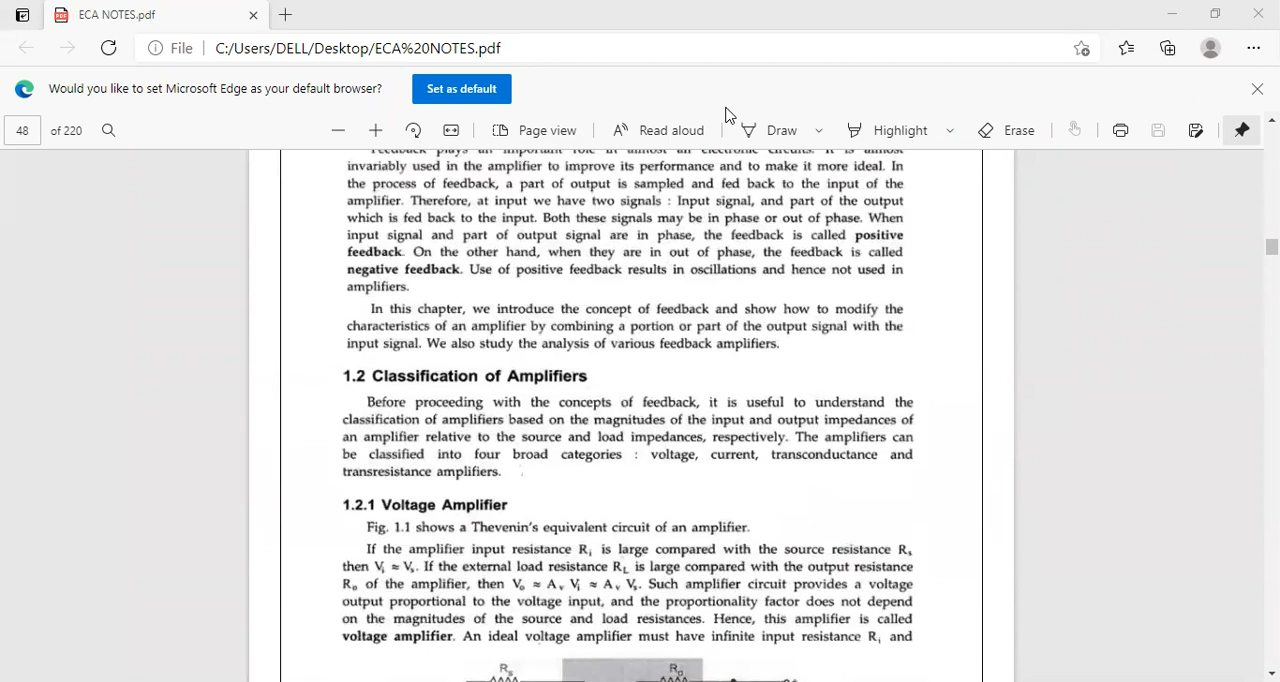 ECA NOTES.pdf
File C:/Users/DELL/Desktop/ECA%20NOTES.pdf
Would you like to set Microsoft Edge as your default browser? Set as default
48 of 220 Page view Read aloud Draw Highlight Erase
Feedback plays an important role in almost all electronic circuits. It is almost
invariably used in the amplifier to improve its performance and to make it more ideal. In
the process of feedback, a part of output is sampled and fed back to the input of the
amplifier. Therefore, at input we have two signals : Input signal, and part of the output
which is fed back to the input. Both these signals may be in phase or out of phase. When
input signal and part of output signal are in phase, the feedback is called positive
feedback. On the other hand, when they are in out of phase, the feedback is called
negative feedback. Use of positive feedback results in oscillations and hence not used in
amplifiers.
In this chapter, we introduce the concept of feedback and show how to modify the
characteristics of an amplifier by combining a portion or part of the output signal with the
input signal. We also study the analysis of various feedback amplifiers.
1.2 Classification of Amplifiers
Before proceeding with the concepts of feedback, it is useful to understand the
classification of amplifiers based on the magnitudes of the input and output impedances of
an amplifier relative to the source and load impedances, respectively. The amplifiers can
be classified into four broad categories : voltage, current, transconductance and
transresistance amplifiers.
1.2.1 Voltage Amplifier
Fig. 1.1 shows a Thevenin's equivalent circuit of an amplifier.
If the amplifier input resistance Ri is large compared with the source resistance Rs
then Vi ≈ Vs. If the external load resistance RL is large compared with the output resistance
Ro of the amplifier, then Vo ≈ Av Vi ≈ Av Vs. Such amplifier circuit provides a voltage
output proportional to the voltage input, and the proportionality factor does not depend
on the magnitudes of the source and load resistances. Hence, this amplifier is called
voltage amplifier. An ideal voltage amplifier must have infinite input resistance Ri and
Rs Ro